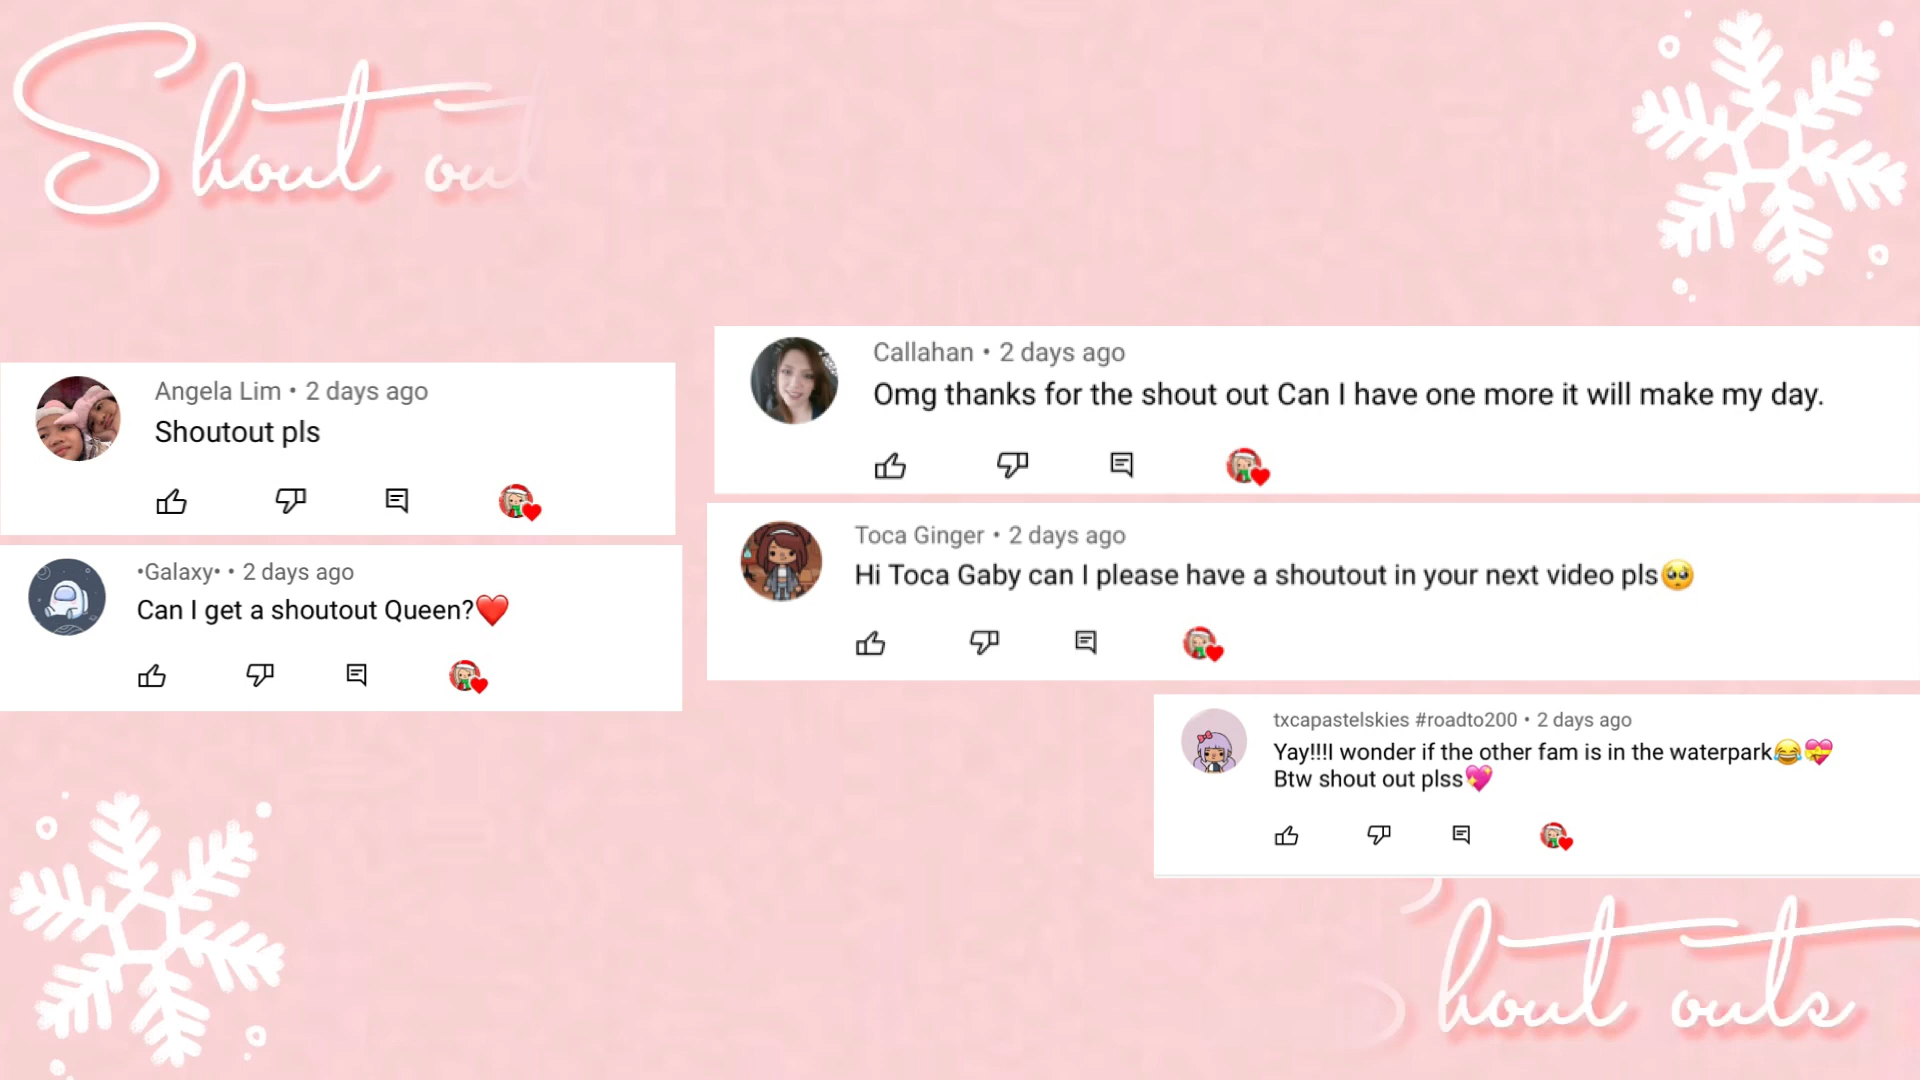 Shout out
Angela Lim • 2 days ago
Shoutout pls
•Galaxy• • 2 days ago
Can I get a shoutout Queen?❤️
Callahan • 2 days ago
Omg thanks for the shout out Can I have one more it will make my day.
Toca Ginger • 2 days ago
Hi Toca Gaby can I please have a shoutout in your next video pls🥺
txcapastelskies #roadto200 • 2 days ago
Yay!!!I wonder if the other fam is in the waterpark😂💝
Btw shout out plss💖
Shout outs